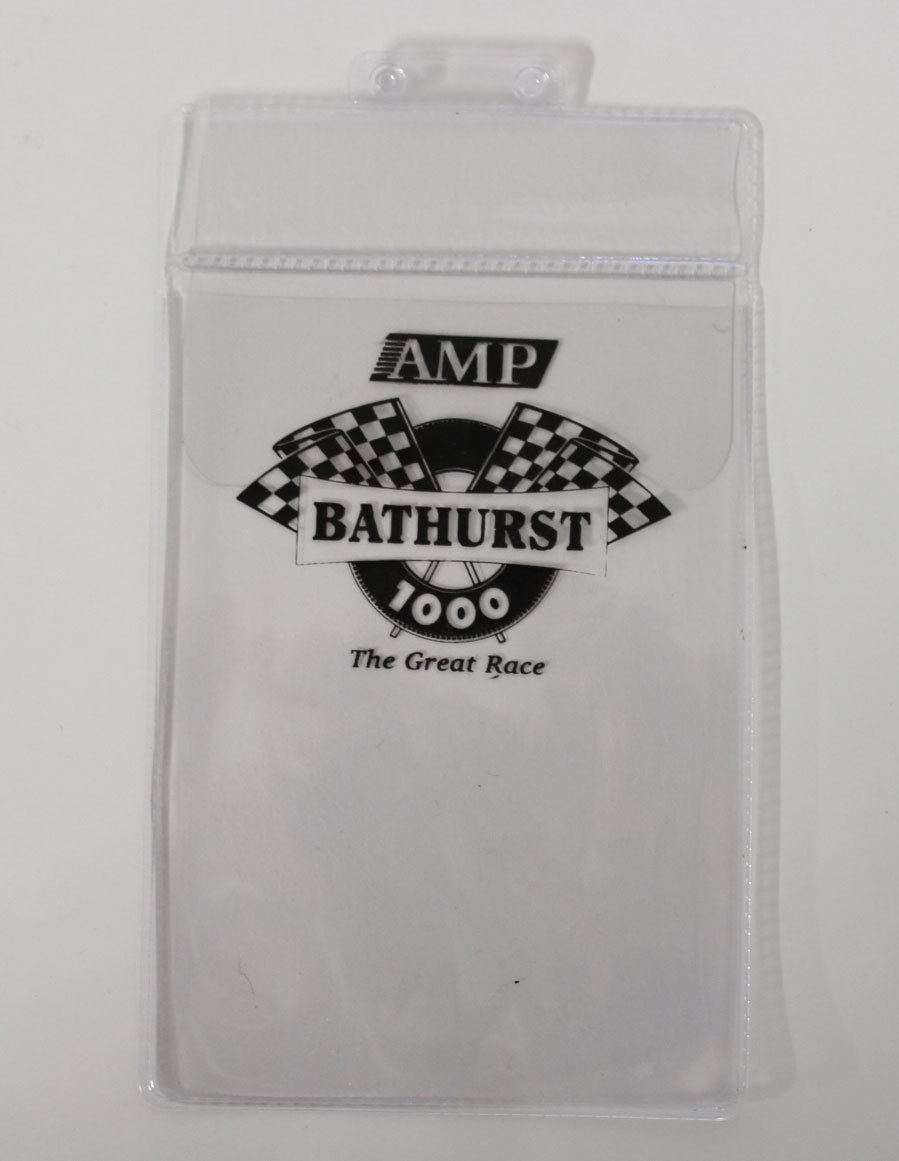 AMP
BATHURST
1000
The Great Race